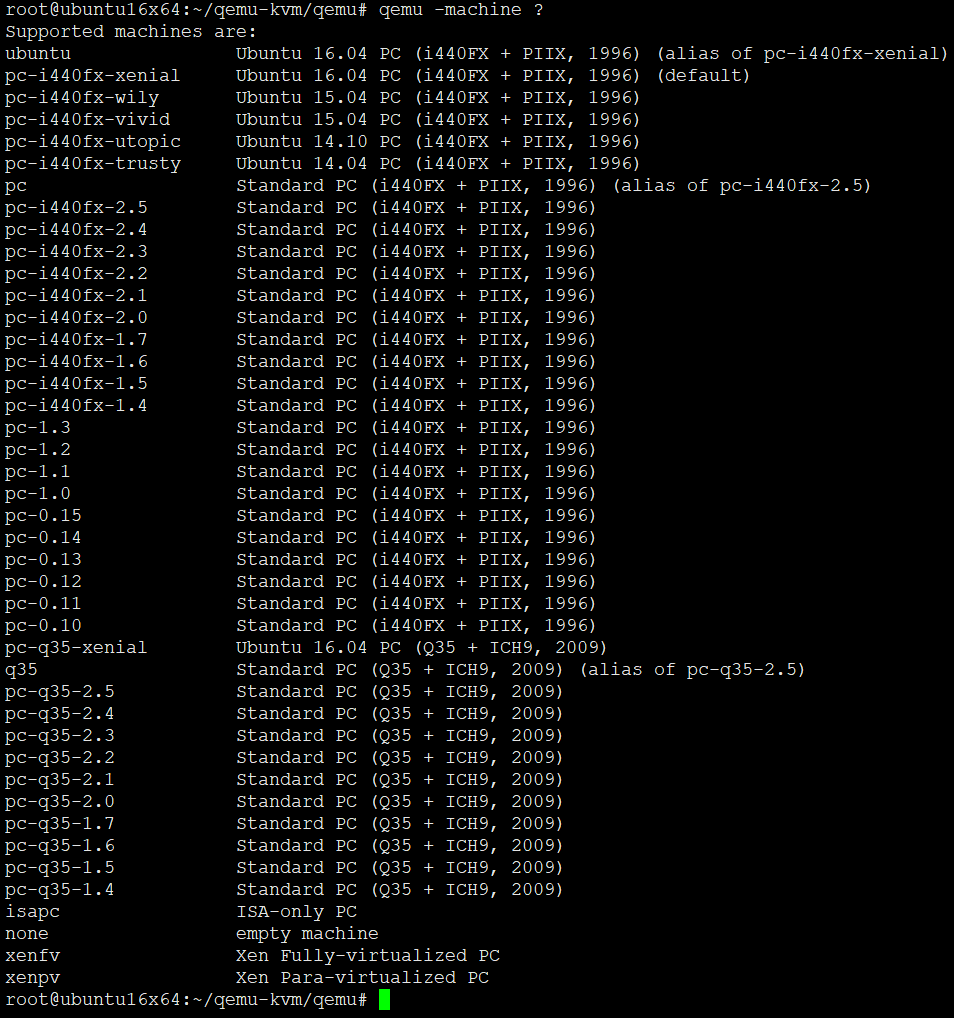 root@ubuntu16x64:~/qemu-kvm/qemu# qemu -machine ?
Supported machines are:
ubuntu               Ubuntu 16.04 PC (i440FX + PIIX, 1996) (alias of pc-i440fx-xenial)
pc-i440fx-xenial     Ubuntu 16.04 PC (i440FX + PIIX, 1996) (default)
pc-i440fx-wily       Ubuntu 15.04 PC (i440FX + PIIX, 1996)
pc-i440fx-vivid      Ubuntu 15.04 PC (i440FX + PIIX, 1996)
pc-i440fx-utopic     Ubuntu 14.10 PC (i440FX + PIIX, 1996)
pc-i440fx-trusty     Ubuntu 14.04 PC (i440FX + PIIX, 1996)
pc                   Standard PC (i440FX + PIIX, 1996) (alias of pc-i440fx-2.5)
pc-i440fx-2.5        Standard PC (i440FX + PIIX, 1996)
pc-i440fx-2.4        Standard PC (i440FX + PIIX, 1996)
pc-i440fx-2.3        Standard PC (i440FX + PIIX, 1996)
pc-i440fx-2.2        Standard PC (i440FX + PIIX, 1996)
pc-i440fx-2.1        Standard PC (i440FX + PIIX, 1996)
pc-i440fx-2.0        Standard PC (i440FX + PIIX, 1996)
pc-i440fx-1.7        Standard PC (i440FX + PIIX, 1996)
pc-i440fx-1.6        Standard PC (i440FX + PIIX, 1996)
pc-i440fx-1.5        Standard PC (i440FX + PIIX, 1996)
pc-i440fx-1.4        Standard PC (i440FX + PIIX, 1996)
pc-1.3               Standard PC (i440FX + PIIX, 1996)
pc-1.2               Standard PC (i440FX + PIIX, 1996)
pc-1.1               Standard PC (i440FX + PIIX, 1996)
pc-1.0               Standard PC (i440FX + PIIX, 1996)
pc-0.15              Standard PC (i440FX + PIIX, 1996)
pc-0.14              Standard PC (i440FX + PIIX, 1996)
pc-0.13              Standard PC (i440FX + PIIX, 1996)
pc-0.12              Standard PC (i440FX + PIIX, 1996)
pc-0.11              Standard PC (i440FX + PIIX, 1996)
pc-0.10              Standard PC (i440FX + PIIX, 1996)
pc-q35-xenial        Ubuntu 16.04 PC (Q35 + ICH9, 2009)
q35                  Standard PC (Q35 + ICH9, 2009) (alias of pc-q35-2.5)
pc-q35-2.5           Standard PC (Q35 + ICH9, 2009)
pc-q35-2.4           Standard PC (Q35 + ICH9, 2009)
pc-q35-2.3           Standard PC (Q35 + ICH9, 2009)
pc-q35-2.2           Standard PC (Q35 + ICH9, 2009)
pc-q35-2.1           Standard PC (Q35 + ICH9, 2009)
pc-q35-2.0           Standard PC (Q35 + ICH9, 2009)
pc-q35-1.7           Standard PC (Q35 + ICH9, 2009)
pc-q35-1.6           Standard PC (Q35 + ICH9, 2009)
pc-q35-1.5           Standard PC (Q35 + ICH9, 2009)
pc-q35-1.4           Standard PC (Q35 + ICH9, 2009)
isapc                ISA-only PC
none                 empty machine
xenfv                Xen Fully-virtualized PC
xenpv                Xen Para-virtualized PC
root@ubuntu16x64:~/qemu-kvm/qemu#